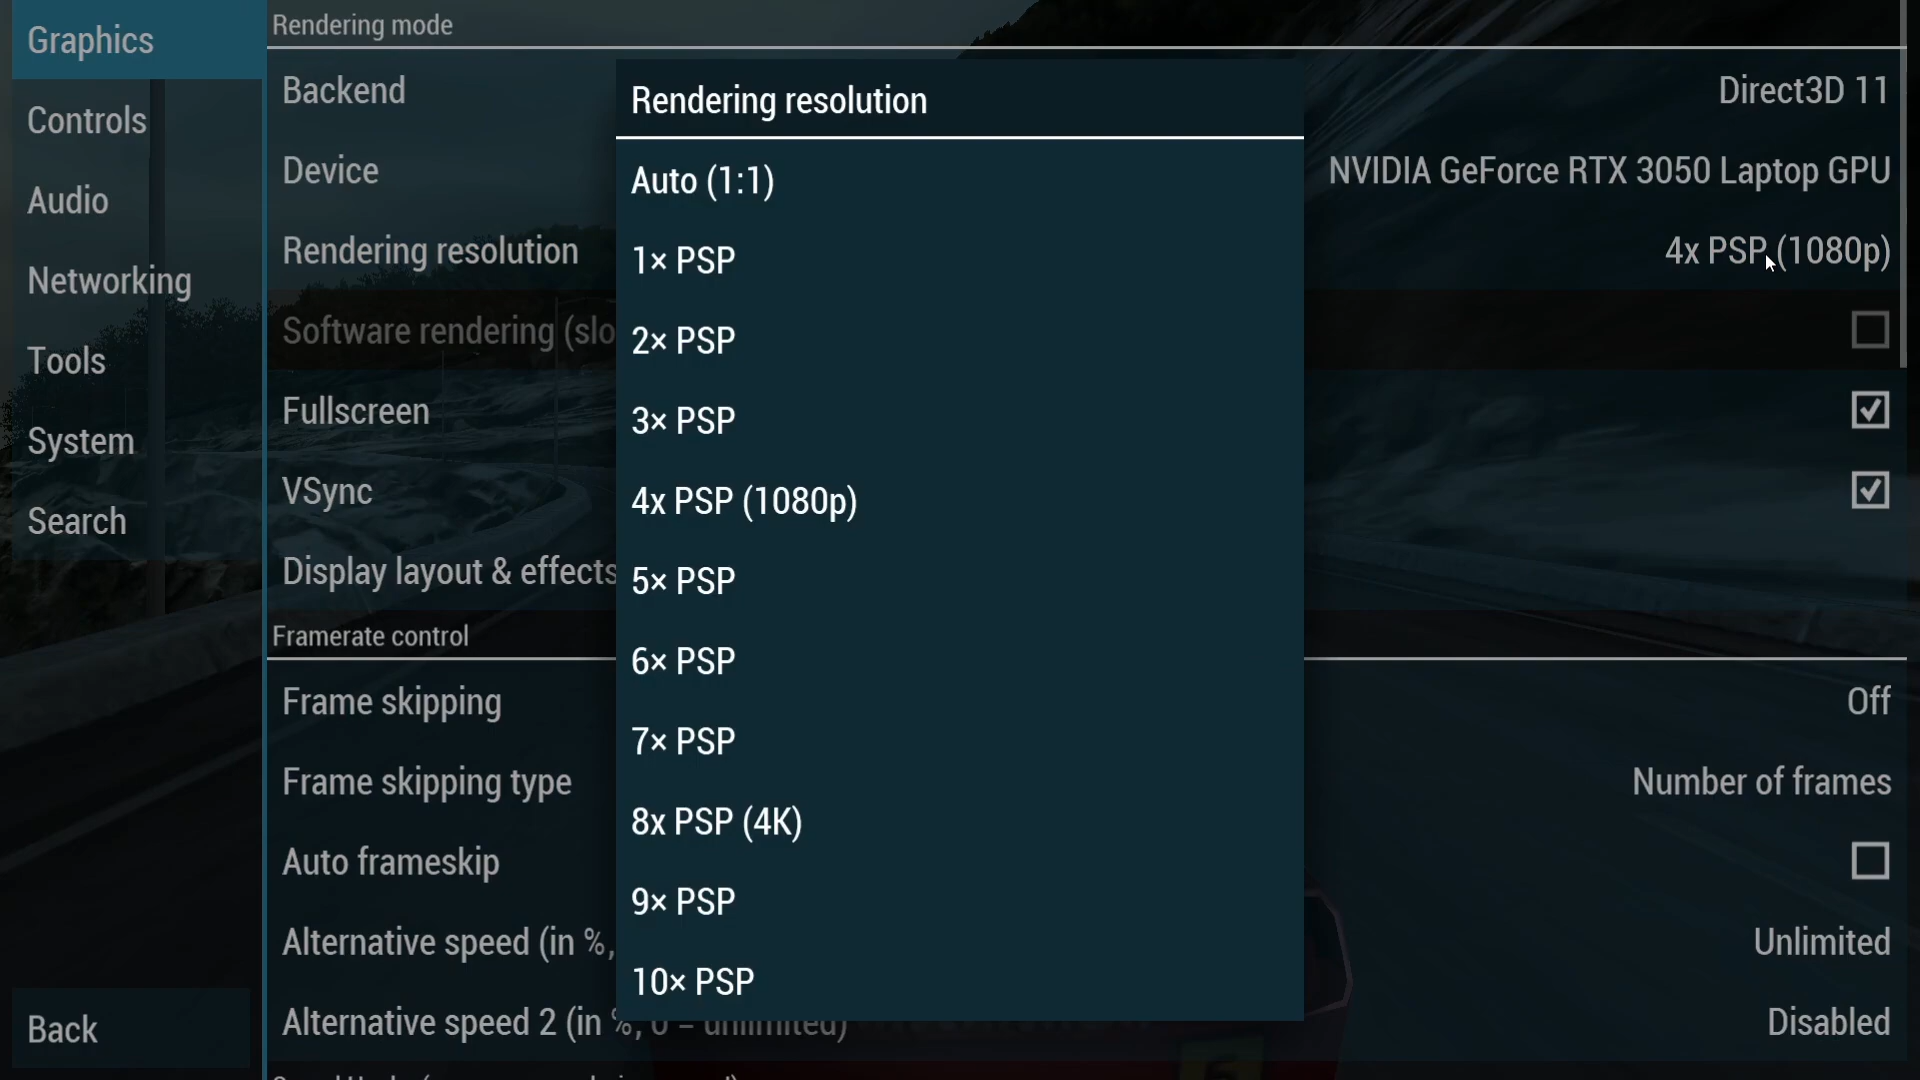 Graphics
Controls
Audio
Networking
Tools
System
Search
Back
Rendering mode
Backend
Direct3D 11
Device
NVIDIA GeForce RTX 3050 Laptop GPU
Rendering resolution
4x PSP (1080p)
Software rendering (slo
Fullscreen
VSync
Display layout & effects
Framerate control
Frame skipping
Off
Frame skipping type
Number of frames
Auto frameskip
Alternative speed (in %,
Unlimited
Alternative speed 2 (in %, 0 = unlimited)
Disabled
Rendering resolution
Auto (1:1)
1× PSP
2× PSP
3× PSP
4x PSP (1080p)
5× PSP
6× PSP
7× PSP
8x PSP (4K)
9× PSP
10× PSP